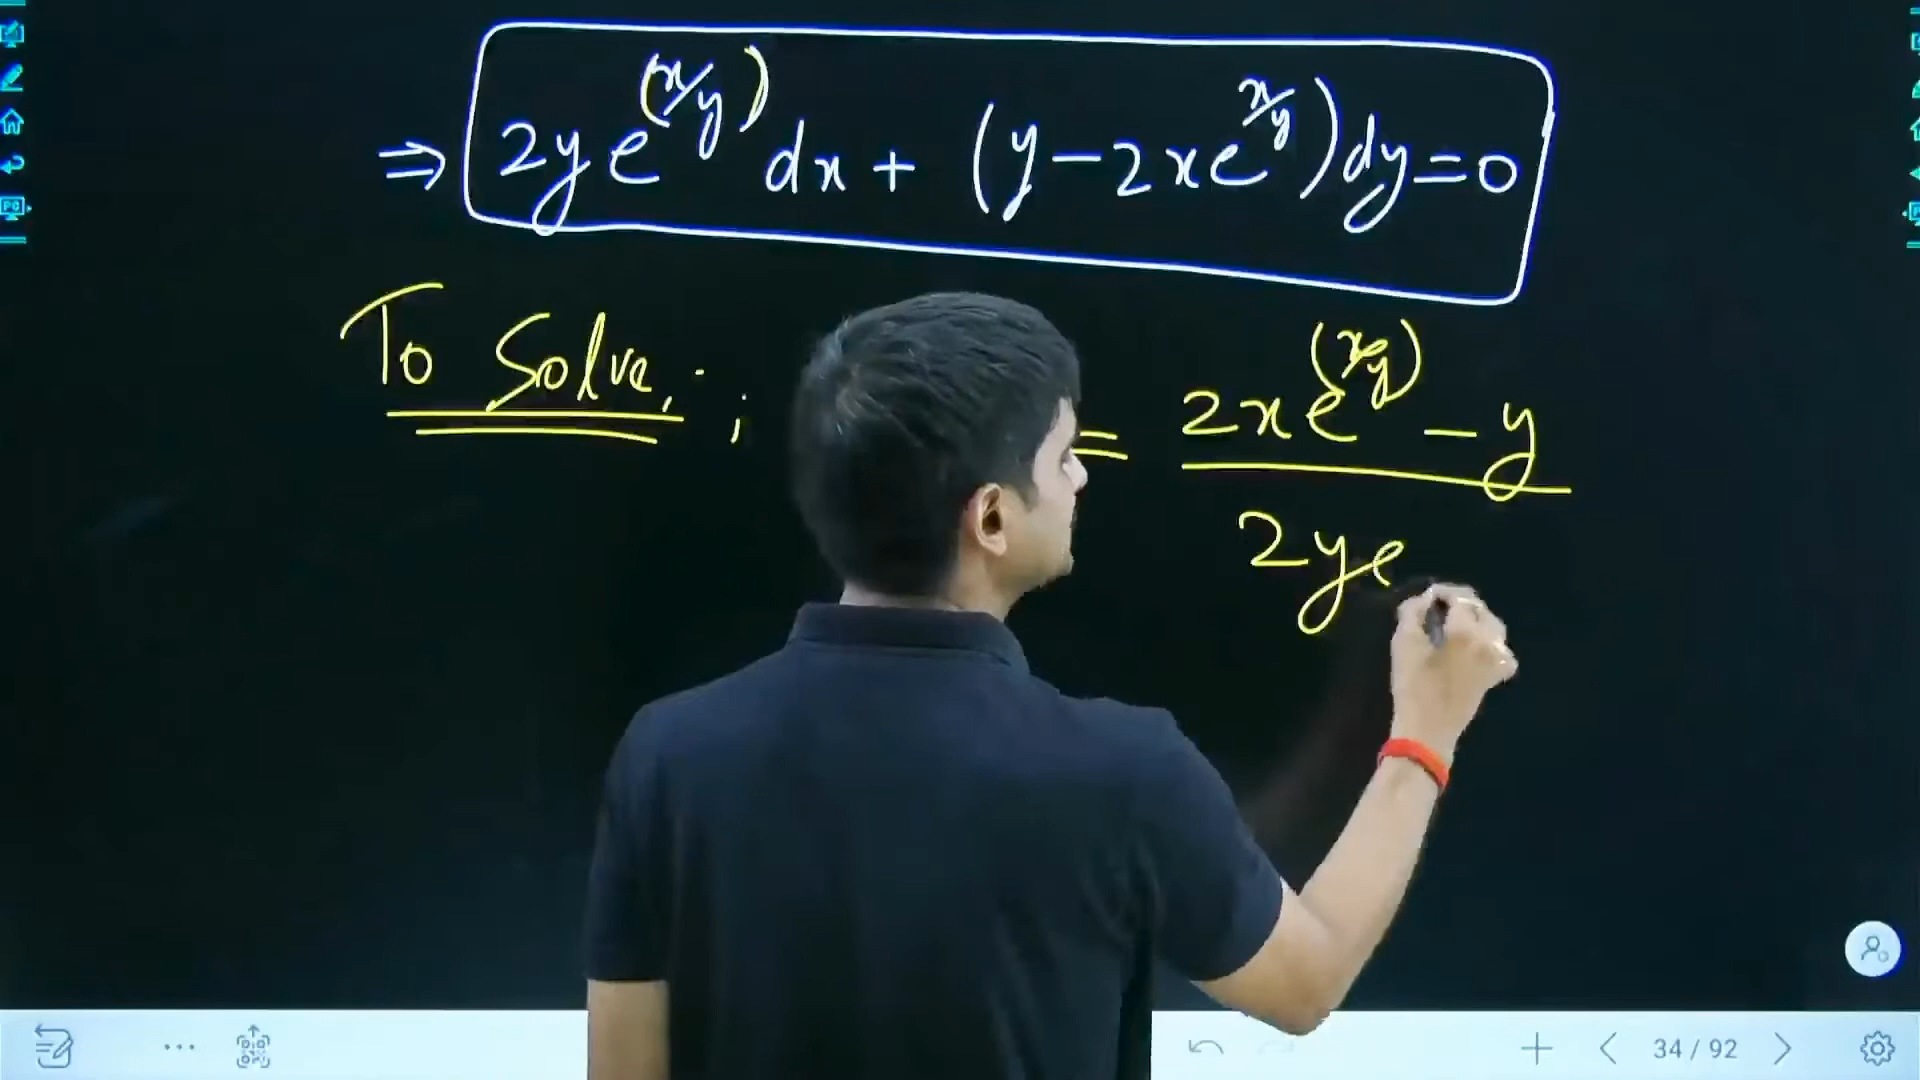 ⇒ 2ye^(x/y) dx + (y-2xe^x/y)dy=0
To Solve, : ; = 2xe^(x/y) - y
2ye
34 / 92